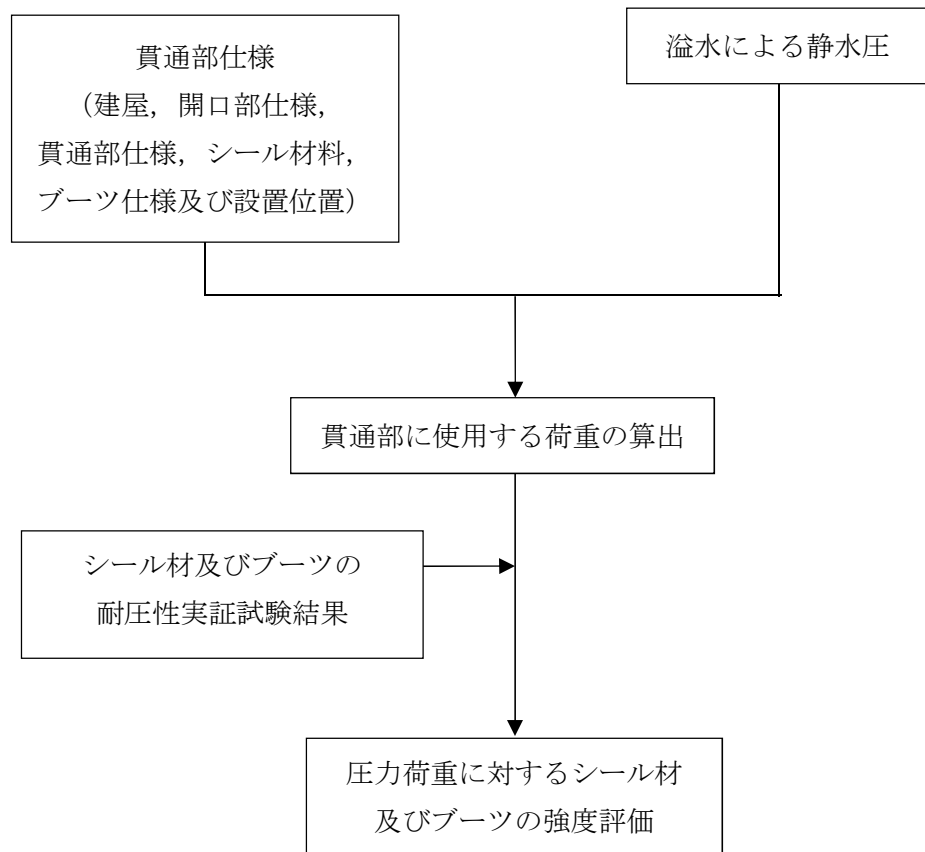 貫通部仕様
（建屋，開口部仕様，
貫通部仕様，シール材料，
ブーツ仕様及び設置位置）
溢水による静水圧
貫通部に使用する荷重の算出
シール材及びブーツの
耐圧性実証試験結果
圧力荷重に対するシール材
及びブーツの強度評価